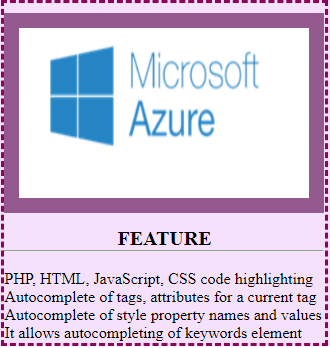 Microsoft
Azure
FEATURE
PHP, HTML, JavaScript, CSS code highlighting
Autocomplete of tags, attributes for a current tag
Autocomplete of style property names and values
It allows autocompleting of keywords element